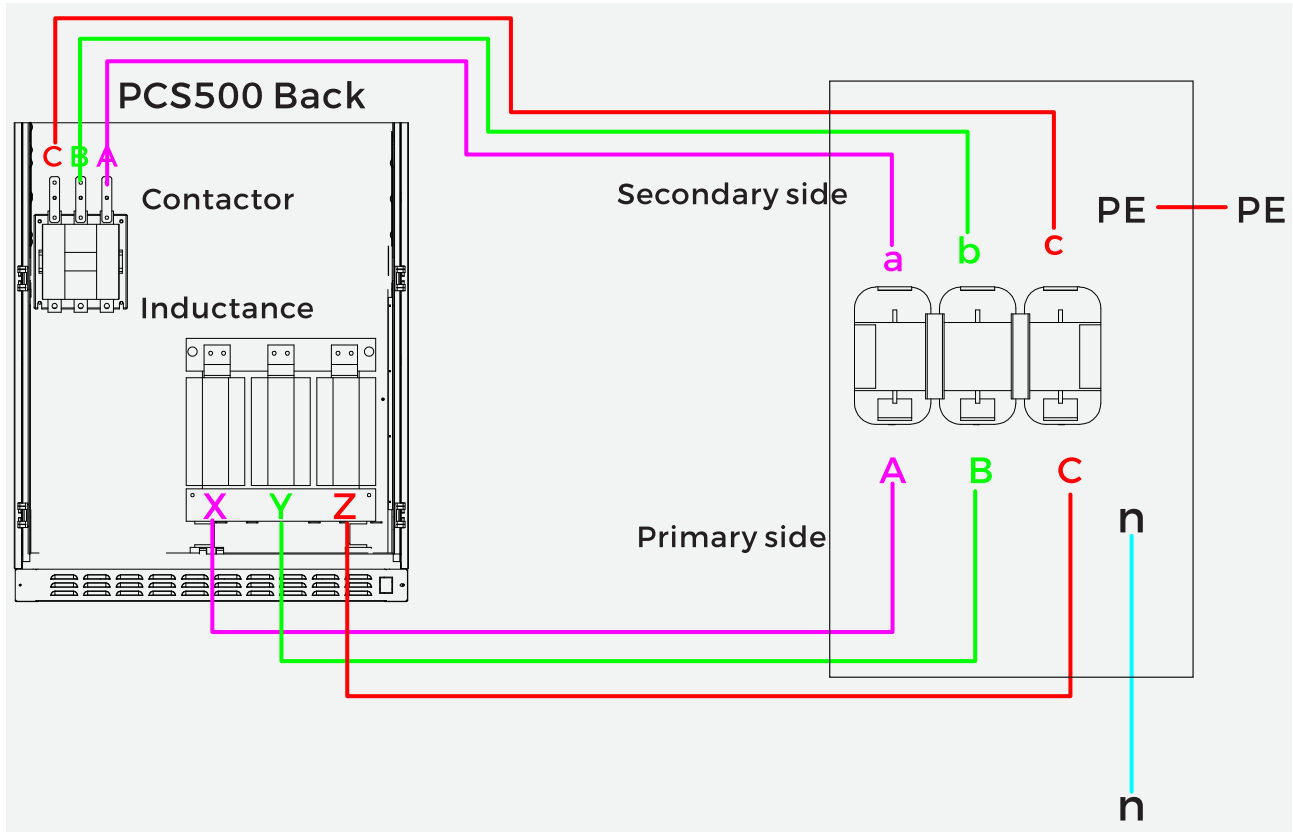 PCS500 Back
C B A
Contactor
Secondary side
PE PE
a b c
Inductance
A B C
X Y Z
n
Primary side
n